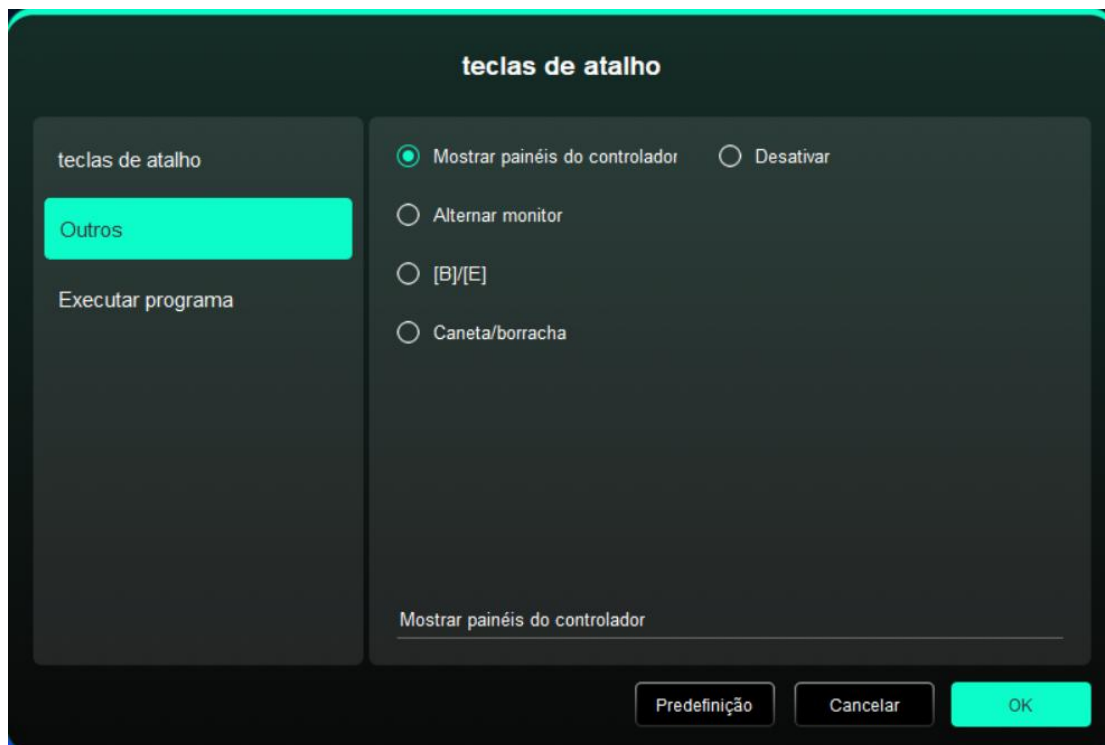 teclas de atalho
teclas de atalho
Outros
Executar programa
Mostrar painéis do controlador
Desativar
Alternar monitor
[B]/[E]
Caneta/borracha
Mostrar painéis do controlador
Predefinição
Cancelar
OK